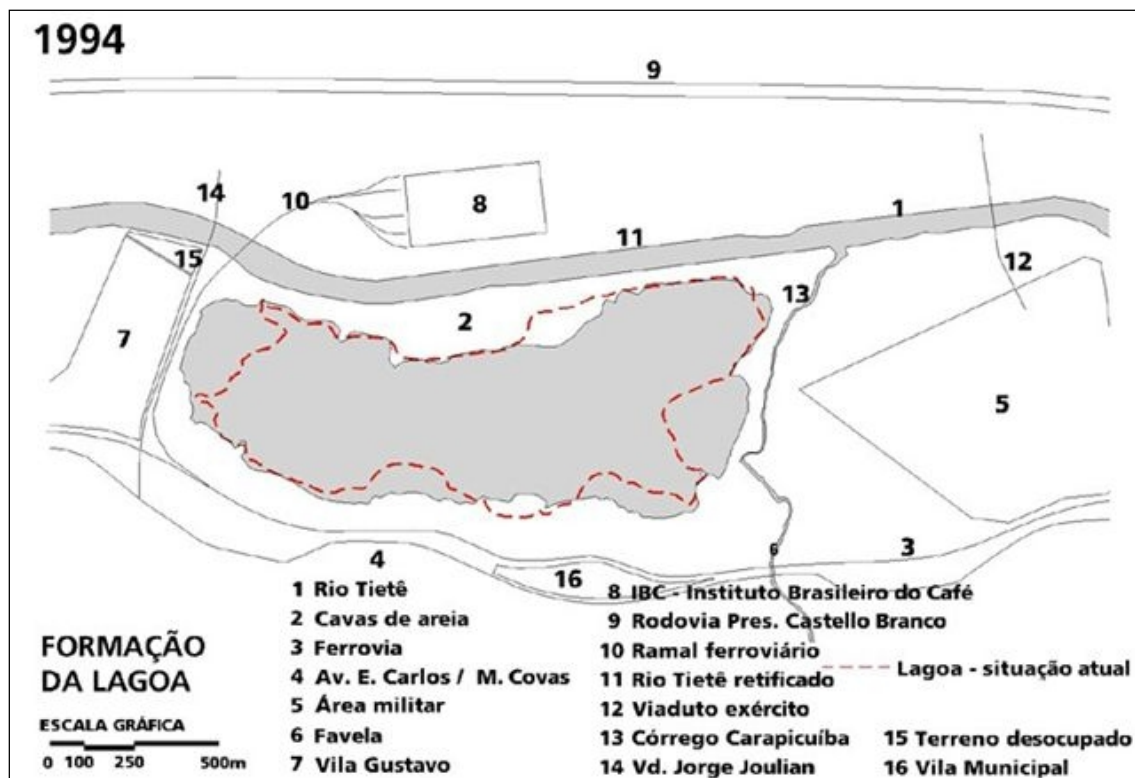 1994
9
14
10
8
1
11
15
12
13
2
7
5
6
3
4
16
FORMAÇÃO
DA LAGOA
ESCALA GRÁFICA
0 100 250 500m
1 Rio Tietê
2 Cavas de areia
3 Ferrovia
4 Av. E. Carlos / M. Covas
5 Área militar
6 Favela
7 Vila Gustavo
8 IBC - Instituto Brasileiro do Café
9 Rodovia Pres. Castello Branco
10 Ramal ferroviário
11 Rio Tietê retificado
12 Viaduto exército
13 Córrego Carapicuíba
14 Vd. Jorge Joulian
Lagoa - situação atual
15 Terreno desocupado
16 Vila Municipal